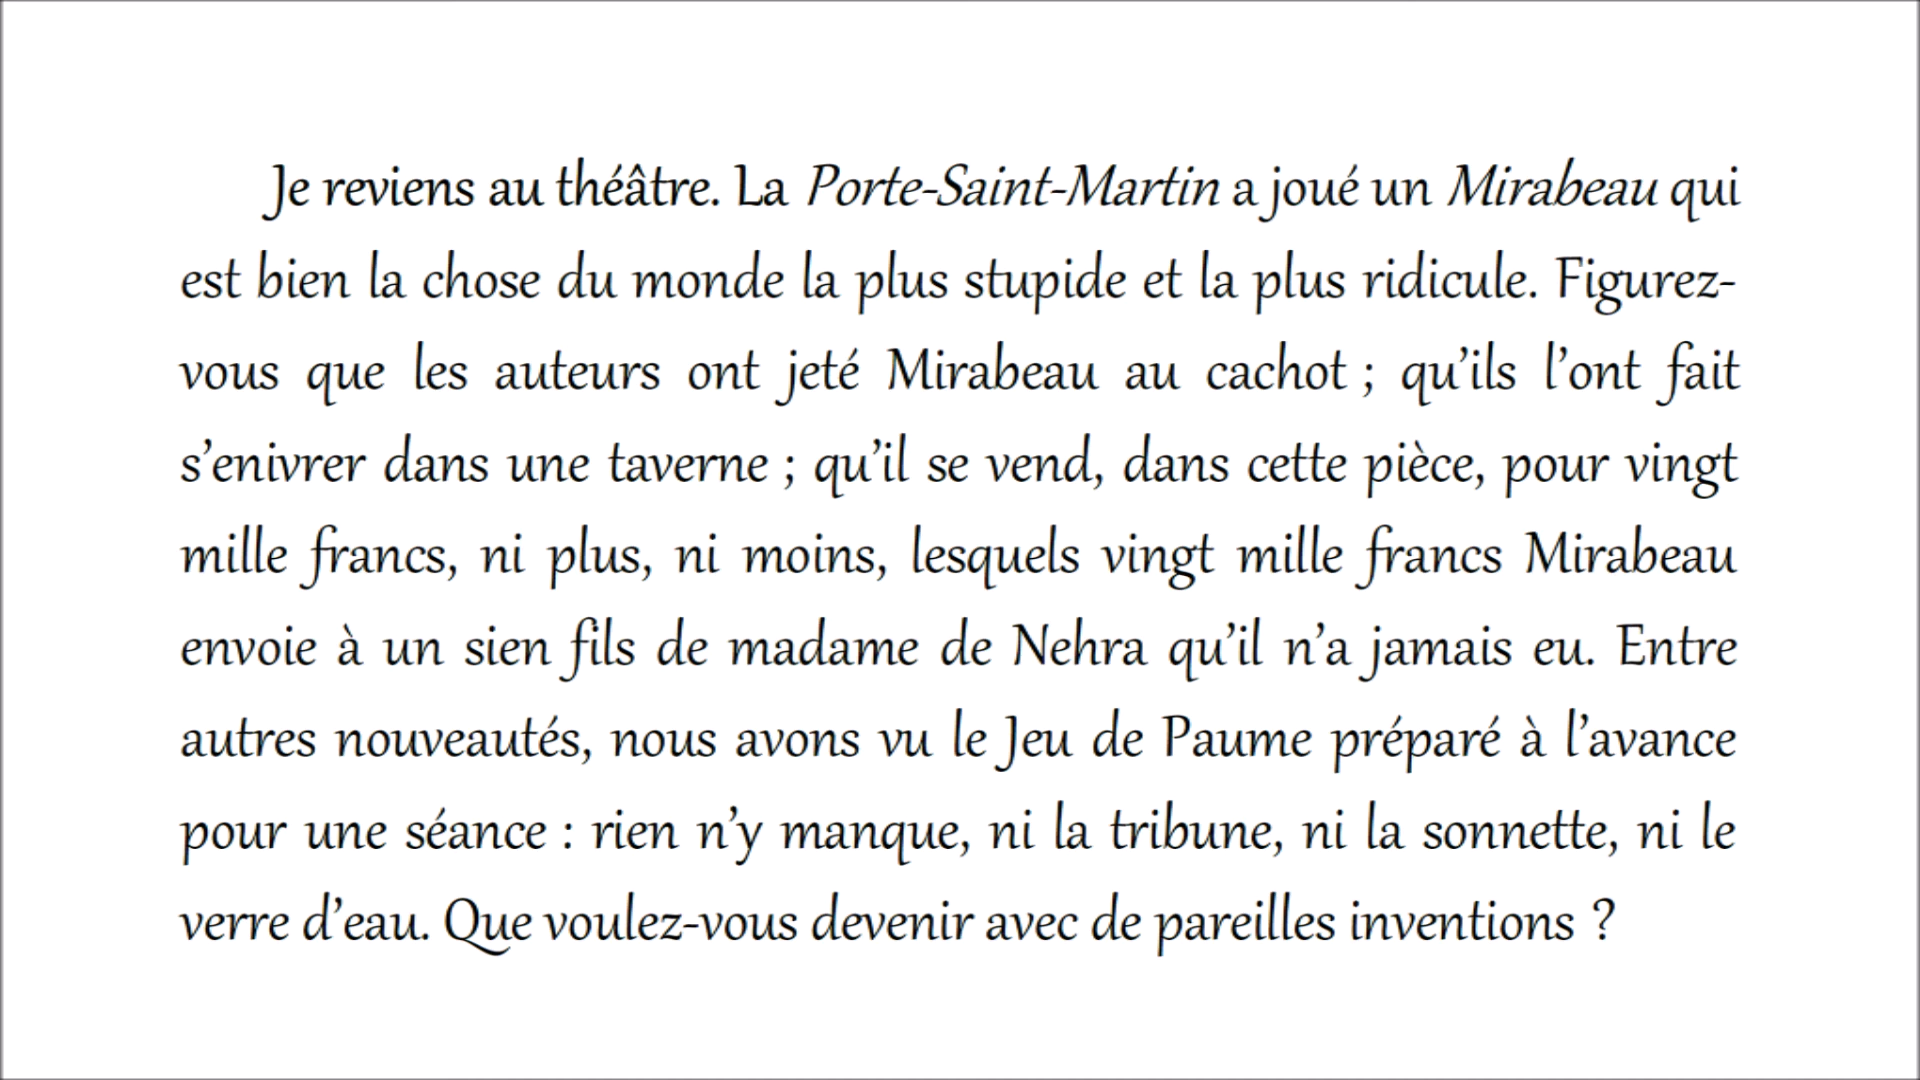 Je reviens au théâtre. La Porte-Saint-Martin a joué un Mirabeau qui
est bien la chose du monde la plus stupide et la plus ridicule. Figurez-
vous que les auteurs ont jeté Mirabeau au cachot ; qu’ils l’ont fait
s’enivrer dans une taverne ; qu’il se vend, dans cette pièce, pour vingt
mille francs, ni plus, ni moins, lesquels vingt mille francs Mirabeau
envoie à un sien fils de madame de Nehra qu’il n’a jamais eu. Entre
autres nouveautés, nous avons vu le Jeu de Paume préparé à l’avance
pour une séance : rien n’y manque, ni la tribune, ni la sonnette, ni le
verre d’eau. Que voulez-vous devenir avec de pareilles inventions ?